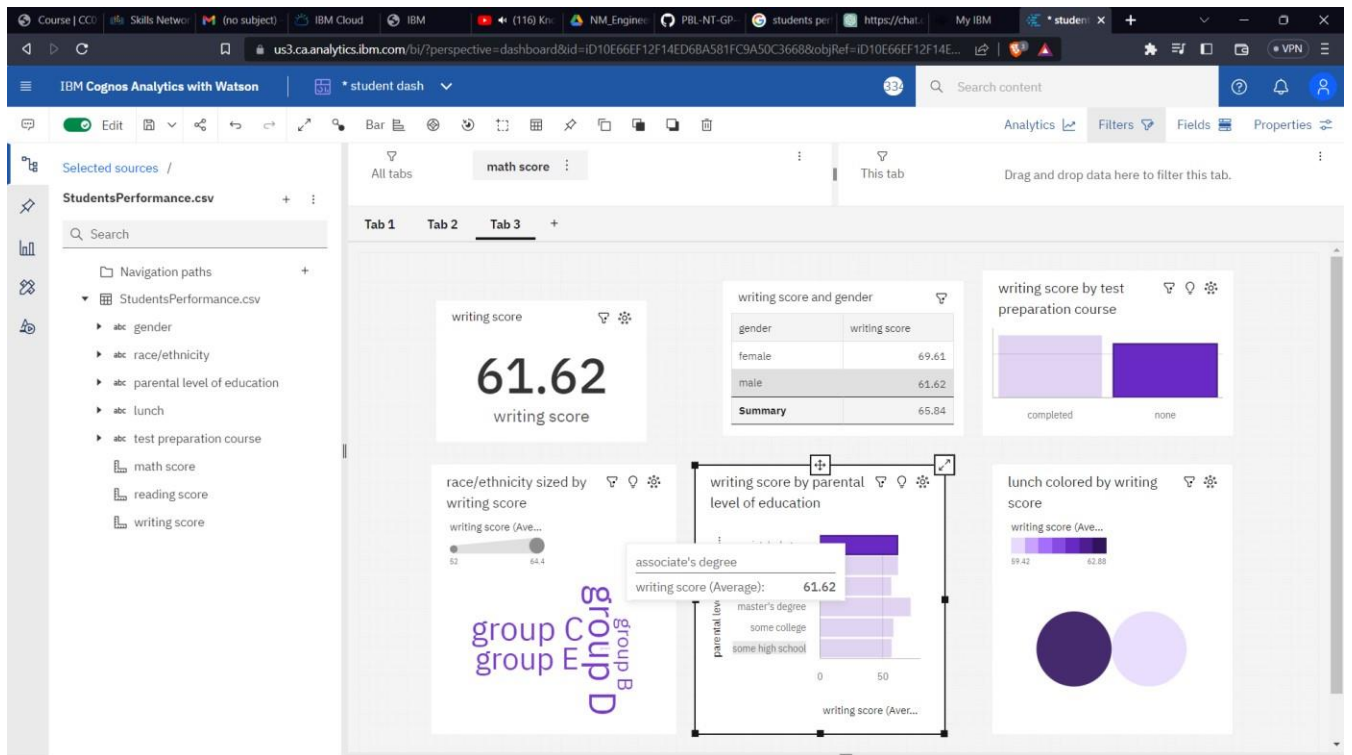 Course | CC0
Skills Networ
(no subject) -
IBM Cloud
IBM
(116) Kno
NM_Enginee
PBL-NT-GP-
students per
https://chat.
My IBM
* student
us3.ca.analytics.ibm.com/bi/?perspective=dashboard&id=iD10E66EF12F14ED6BA581FC9A50C3668&objRef=iD10E66EF12F14E...
VPN
IBM Cognos Analytics with Watson
* student dash
334
Search content
Edit
Bar
Analytics
Filters
Fields
Properties
Selected sources /
StudentsPerformance.csv
Search
Navigation paths
StudentsPerformance.csv
abc gender
abc race/ethnicity
abc parental level of education
abc lunch
abc test preparation course
math score
reading score
writing score
All tabs
math score
This tab
Drag and drop data here to filter this tab.
Tab 1 Tab 2 Tab 3 +
writing score
61.62
writing score
writing score and gender
gender writing score
female 69.61
male 61.62
Summary 65.84
writing score by test
preparation course
completed none
race/ethnicity sized by
writing score
writing score (Ave...
52 64.4
group C
group E
group D
group B
writing score by parental
level of education
associate's degree
writing score (Average): 61.62
master's degree
some college
some high school
parental lev
0 50
writing score (Aver...
lunch colored by writing
score
writing score (Ave...
59.42 62.88